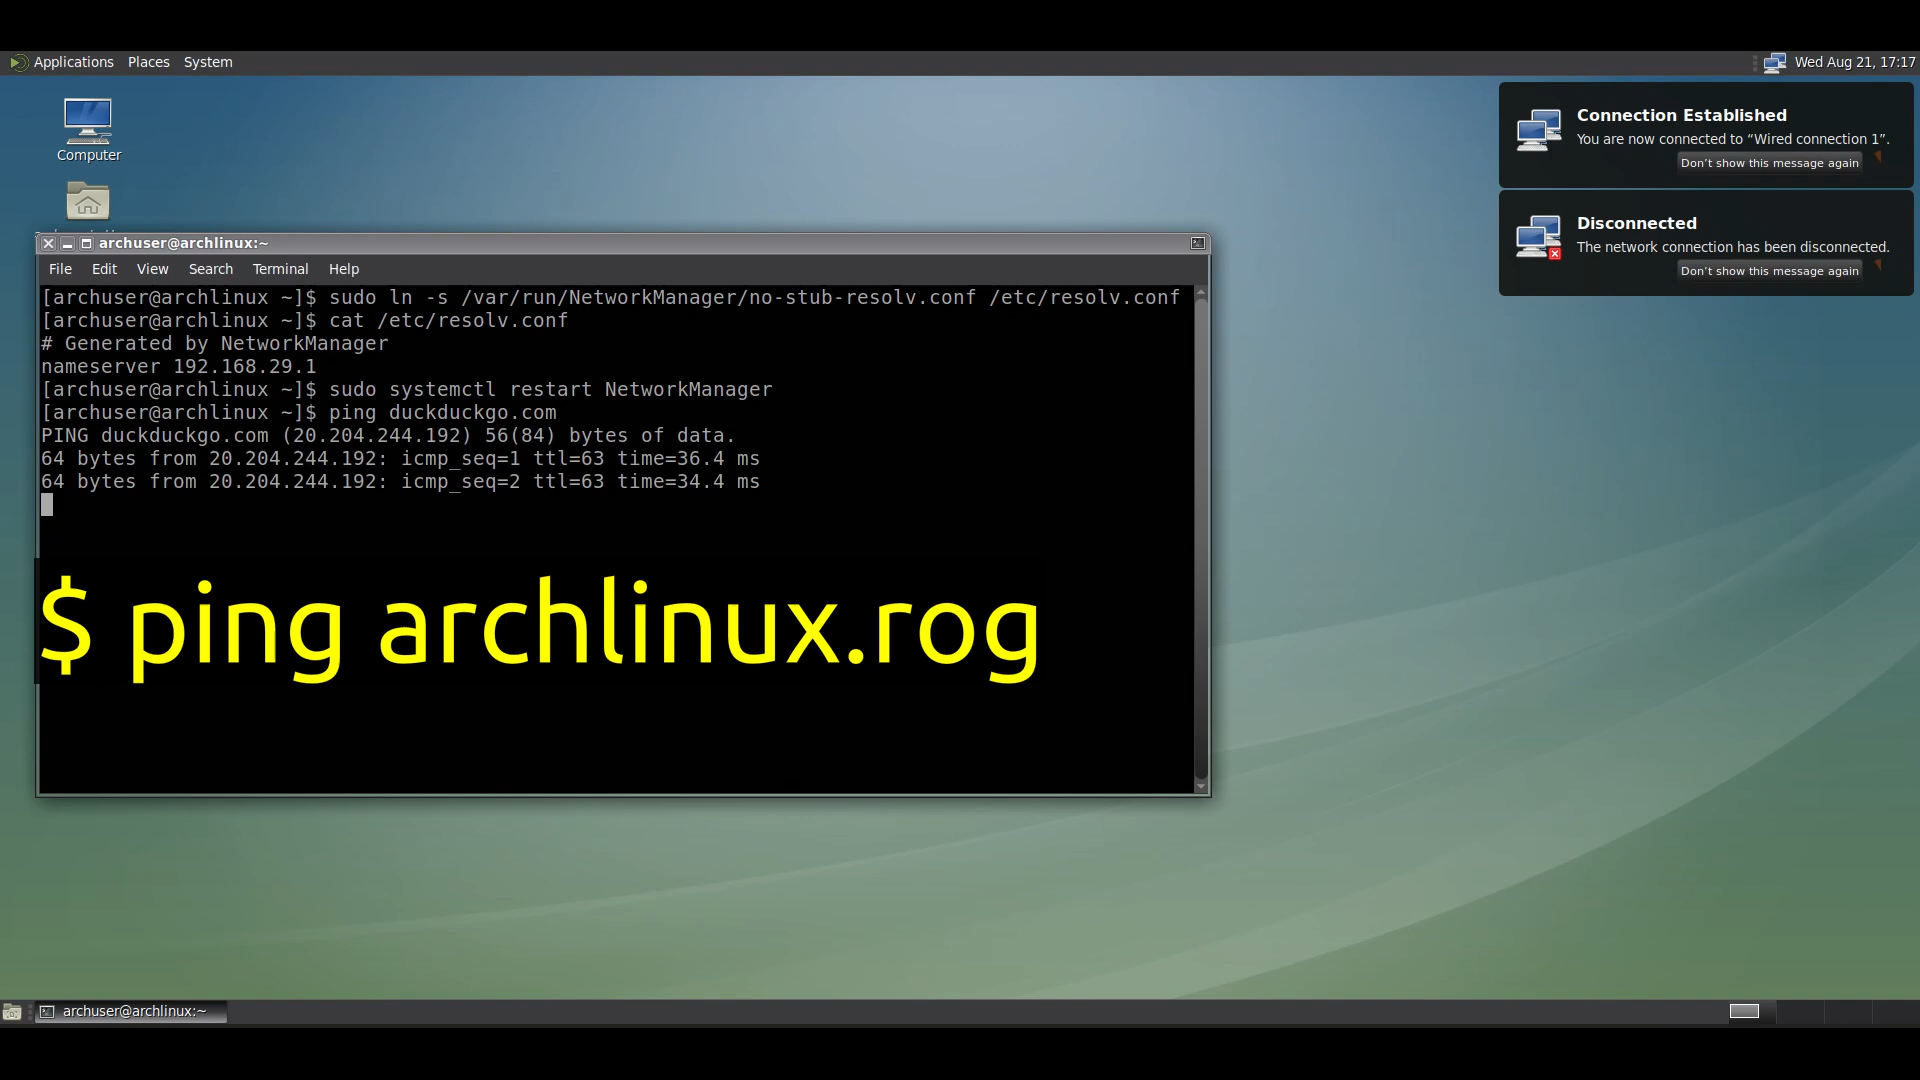 Applications Places System
Wed Aug 21, 17:17
Connection Established
You are now connected to “Wired connection 1”.
Don’t show this message again
Disconnected
The network connection has been disconnected.
Don’t show this message again
Computer
archuser@archlinux:~
File Edit View Search Terminal Help
[archuser@archlinux ~]$ sudo ln -s /var/run/NetworkManager/no-stub-resolv.conf /etc/resolv.conf
[archuser@archlinux ~]$ cat /etc/resolv.conf
# Generated by NetworkManager
nameserver 192.168.29.1
[archuser@archlinux ~]$ sudo systemctl restart NetworkManager
[archuser@archlinux ~]$ ping duckduckgo.com
PING duckduckgo.com (20.204.244.192) 56(84) bytes of data.
64 bytes from 20.204.244.192: icmp_seq=1 ttl=63 time=36.4 ms
64 bytes from 20.204.244.192: icmp_seq=2 ttl=63 time=34.4 ms
$ ping archlinux.rog
archuser@archlinux:~